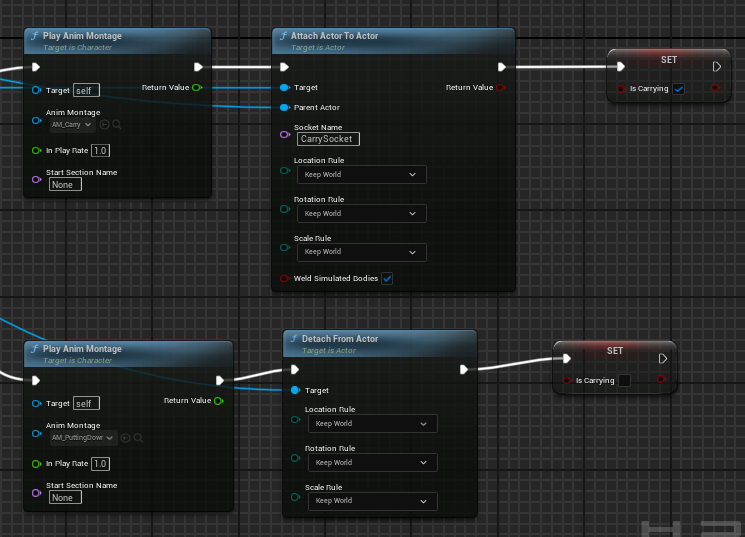 Play Anim Montage
Target is Character
Target self
Return Value
Anim Montage
AM_Carry
In Play Rate 1.0
Start Section Name
None
Attach Actor To Actor
Target is Actor
Target
Return Value
Parent Actor
Socket Name
CarrySocket
Location Rule
Keep World
Rotation Rule
Keep World
Scale Rule
Keep World
Weld Simulated Bodies
SET
Is Carrying
Play Anim Montage
Target is Character
Target self
Return Value
Anim Montage
AM_PuttingDown
In Play Rate 1.0
Start Section Name
None
Detach From Actor
Target is Actor
Target
Location Rule
Keep World
Rotation Rule
Keep World
Scale Rule
Keep World
SET
Is Carrying